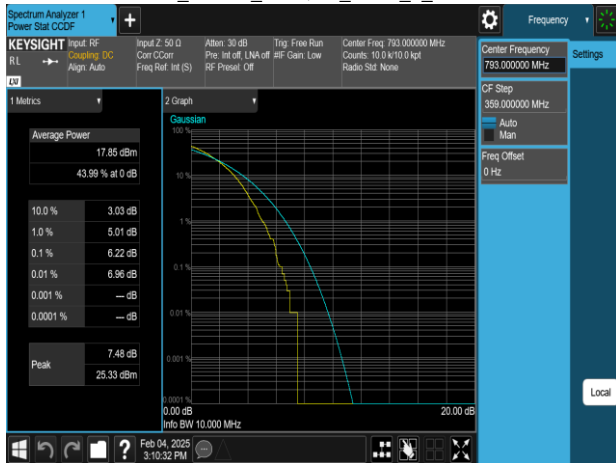 Spectrum Analyzer 1
Power Stat CCDF
Frequency
KEYSIGHT
RL
LXI
Input: RF
Coupling: DC
Align: Auto
Input Z: 50 Ω
Corr CCorr
Freq Ref: Int (S)
Atten: 30 dB
Pre: Int off, LNA off
RF Preset: Off
Trig: Free Run
#IF Gain: Low
Center Freq: 793.000000 MHz
Counts: 10.0 k/10.0 kpt
Radio Std: None
Center Frequency
793.000000 MHz
Settings
CF Step
359.000000 MHz
Auto
Man
Freq Offset
0 Hz
Local
1 Metrics
Average Power
17.85 dBm
43.99 % at 0 dB
10.0 % 3.03 dB
1.0 % 5.01 dB
0.1 % 6.22 dB
0.01 % 6.96 dB
0.001 % --- dB
0.0001 % --- dB
Peak
7.48 dB
25.33 dBm
2 Graph
Gaussian
100 %
10 %
1 %
0.1 %
0.01 %
0.001 %
0.0001 %
0.00 dB
20.00 dB
Info BW 10.000 MHz
?
Feb 04, 2025
3:10:32 PM